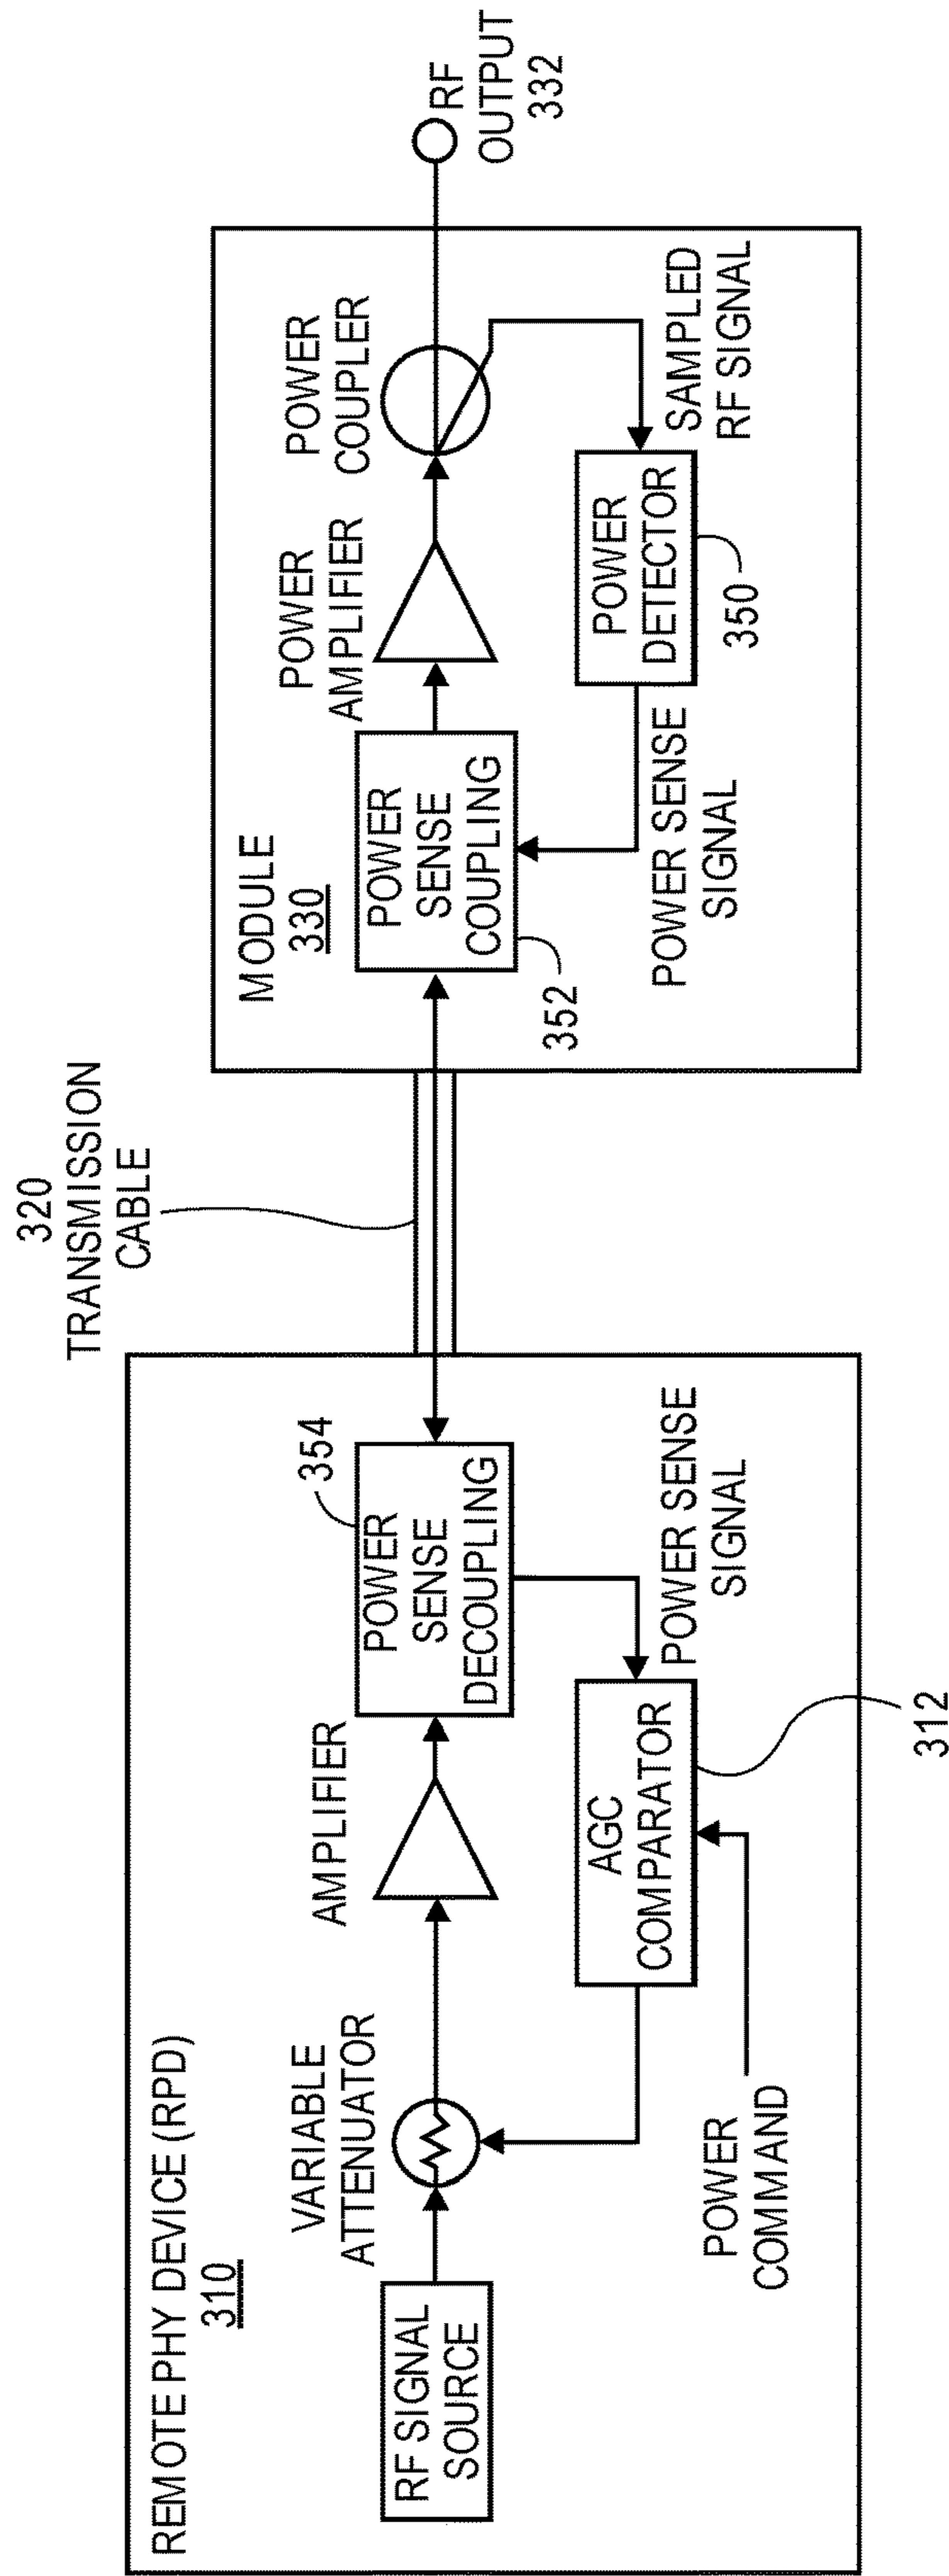 REMOTE PHY DEVICE (RPD)
310
RF SIGNAL
SOURCE
VARIABLE
ATTENUATOR
AMPLIFIER
POWER
SENSE
DECOUPLING
354
AGC
COMPARATOR
312
POWER SENSE
SIGNAL
POWER
COMMAND
320
TRANSMISSION
CABLE
MODULE
330
POWER
SENSE
COUPLING
352
POWER
AMPLIFIER
POWER
COUPLER
POWER
DETECTOR
350
POWER SENSE
SIGNAL
SAMPLED
RF SIGNAL
RF
OUTPUT
332